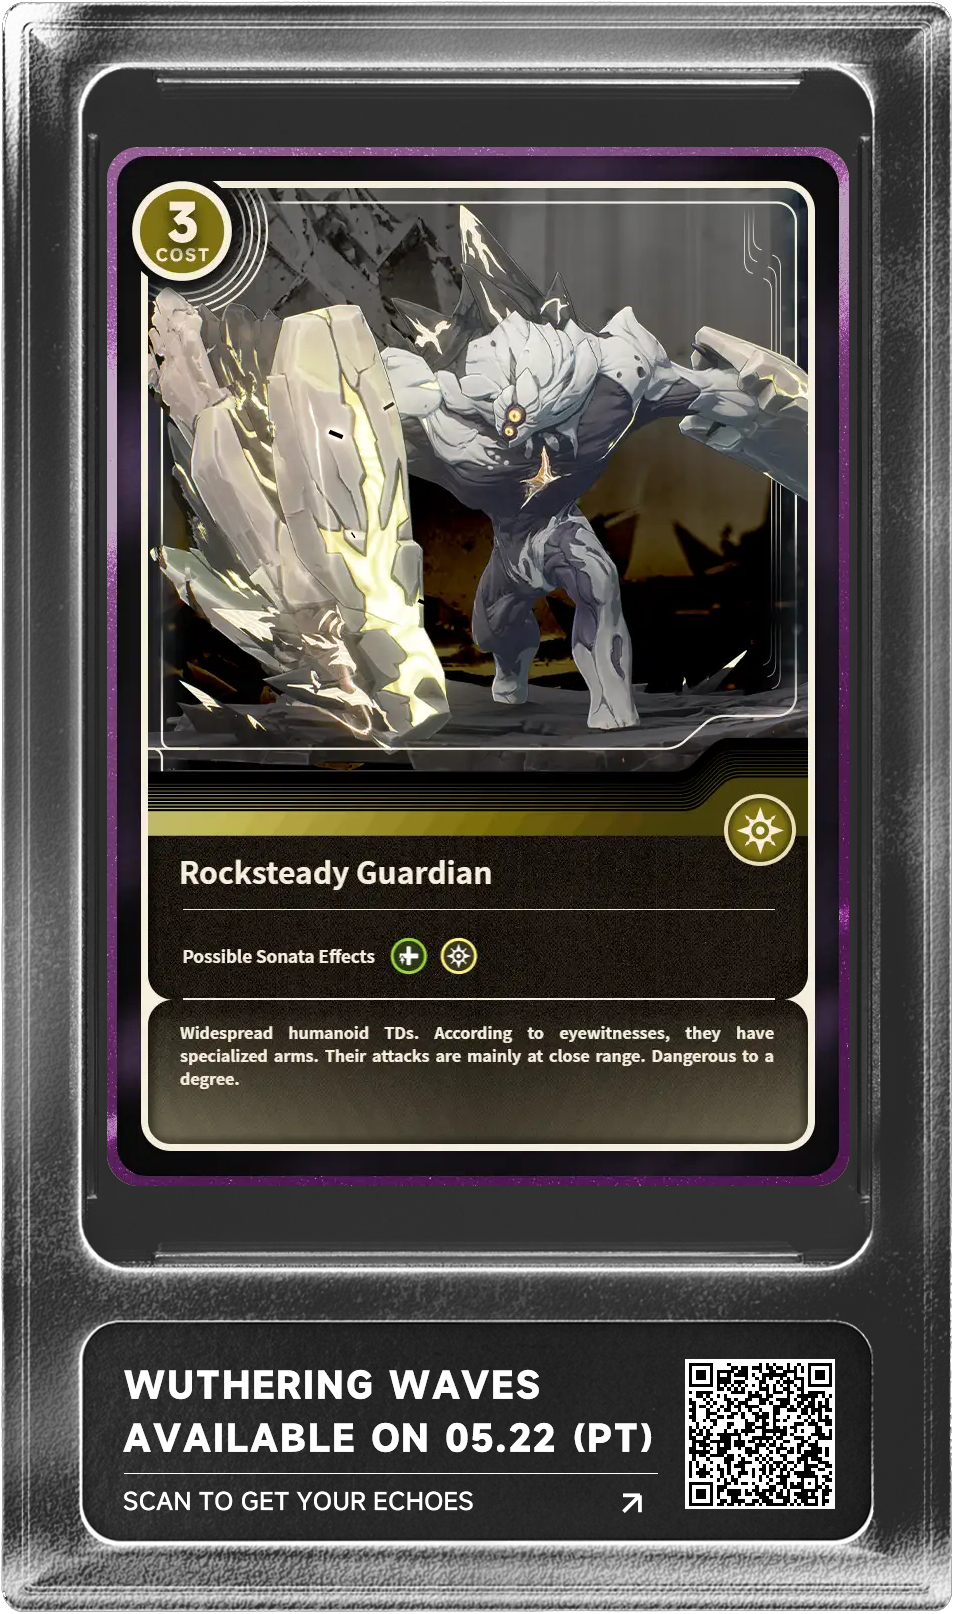 3
COST
Rocksteady Guardian
Possible Sonata Effects
Widespread humanoid TDs. According to eyewitnesses, they have
specialized arms. Their attacks are mainly at close range. Dangerous to a
degree.
WUTHERING WAVES
AVAILABLE ON 05.22 (PT)
SCAN TO GET YOUR ECHOES